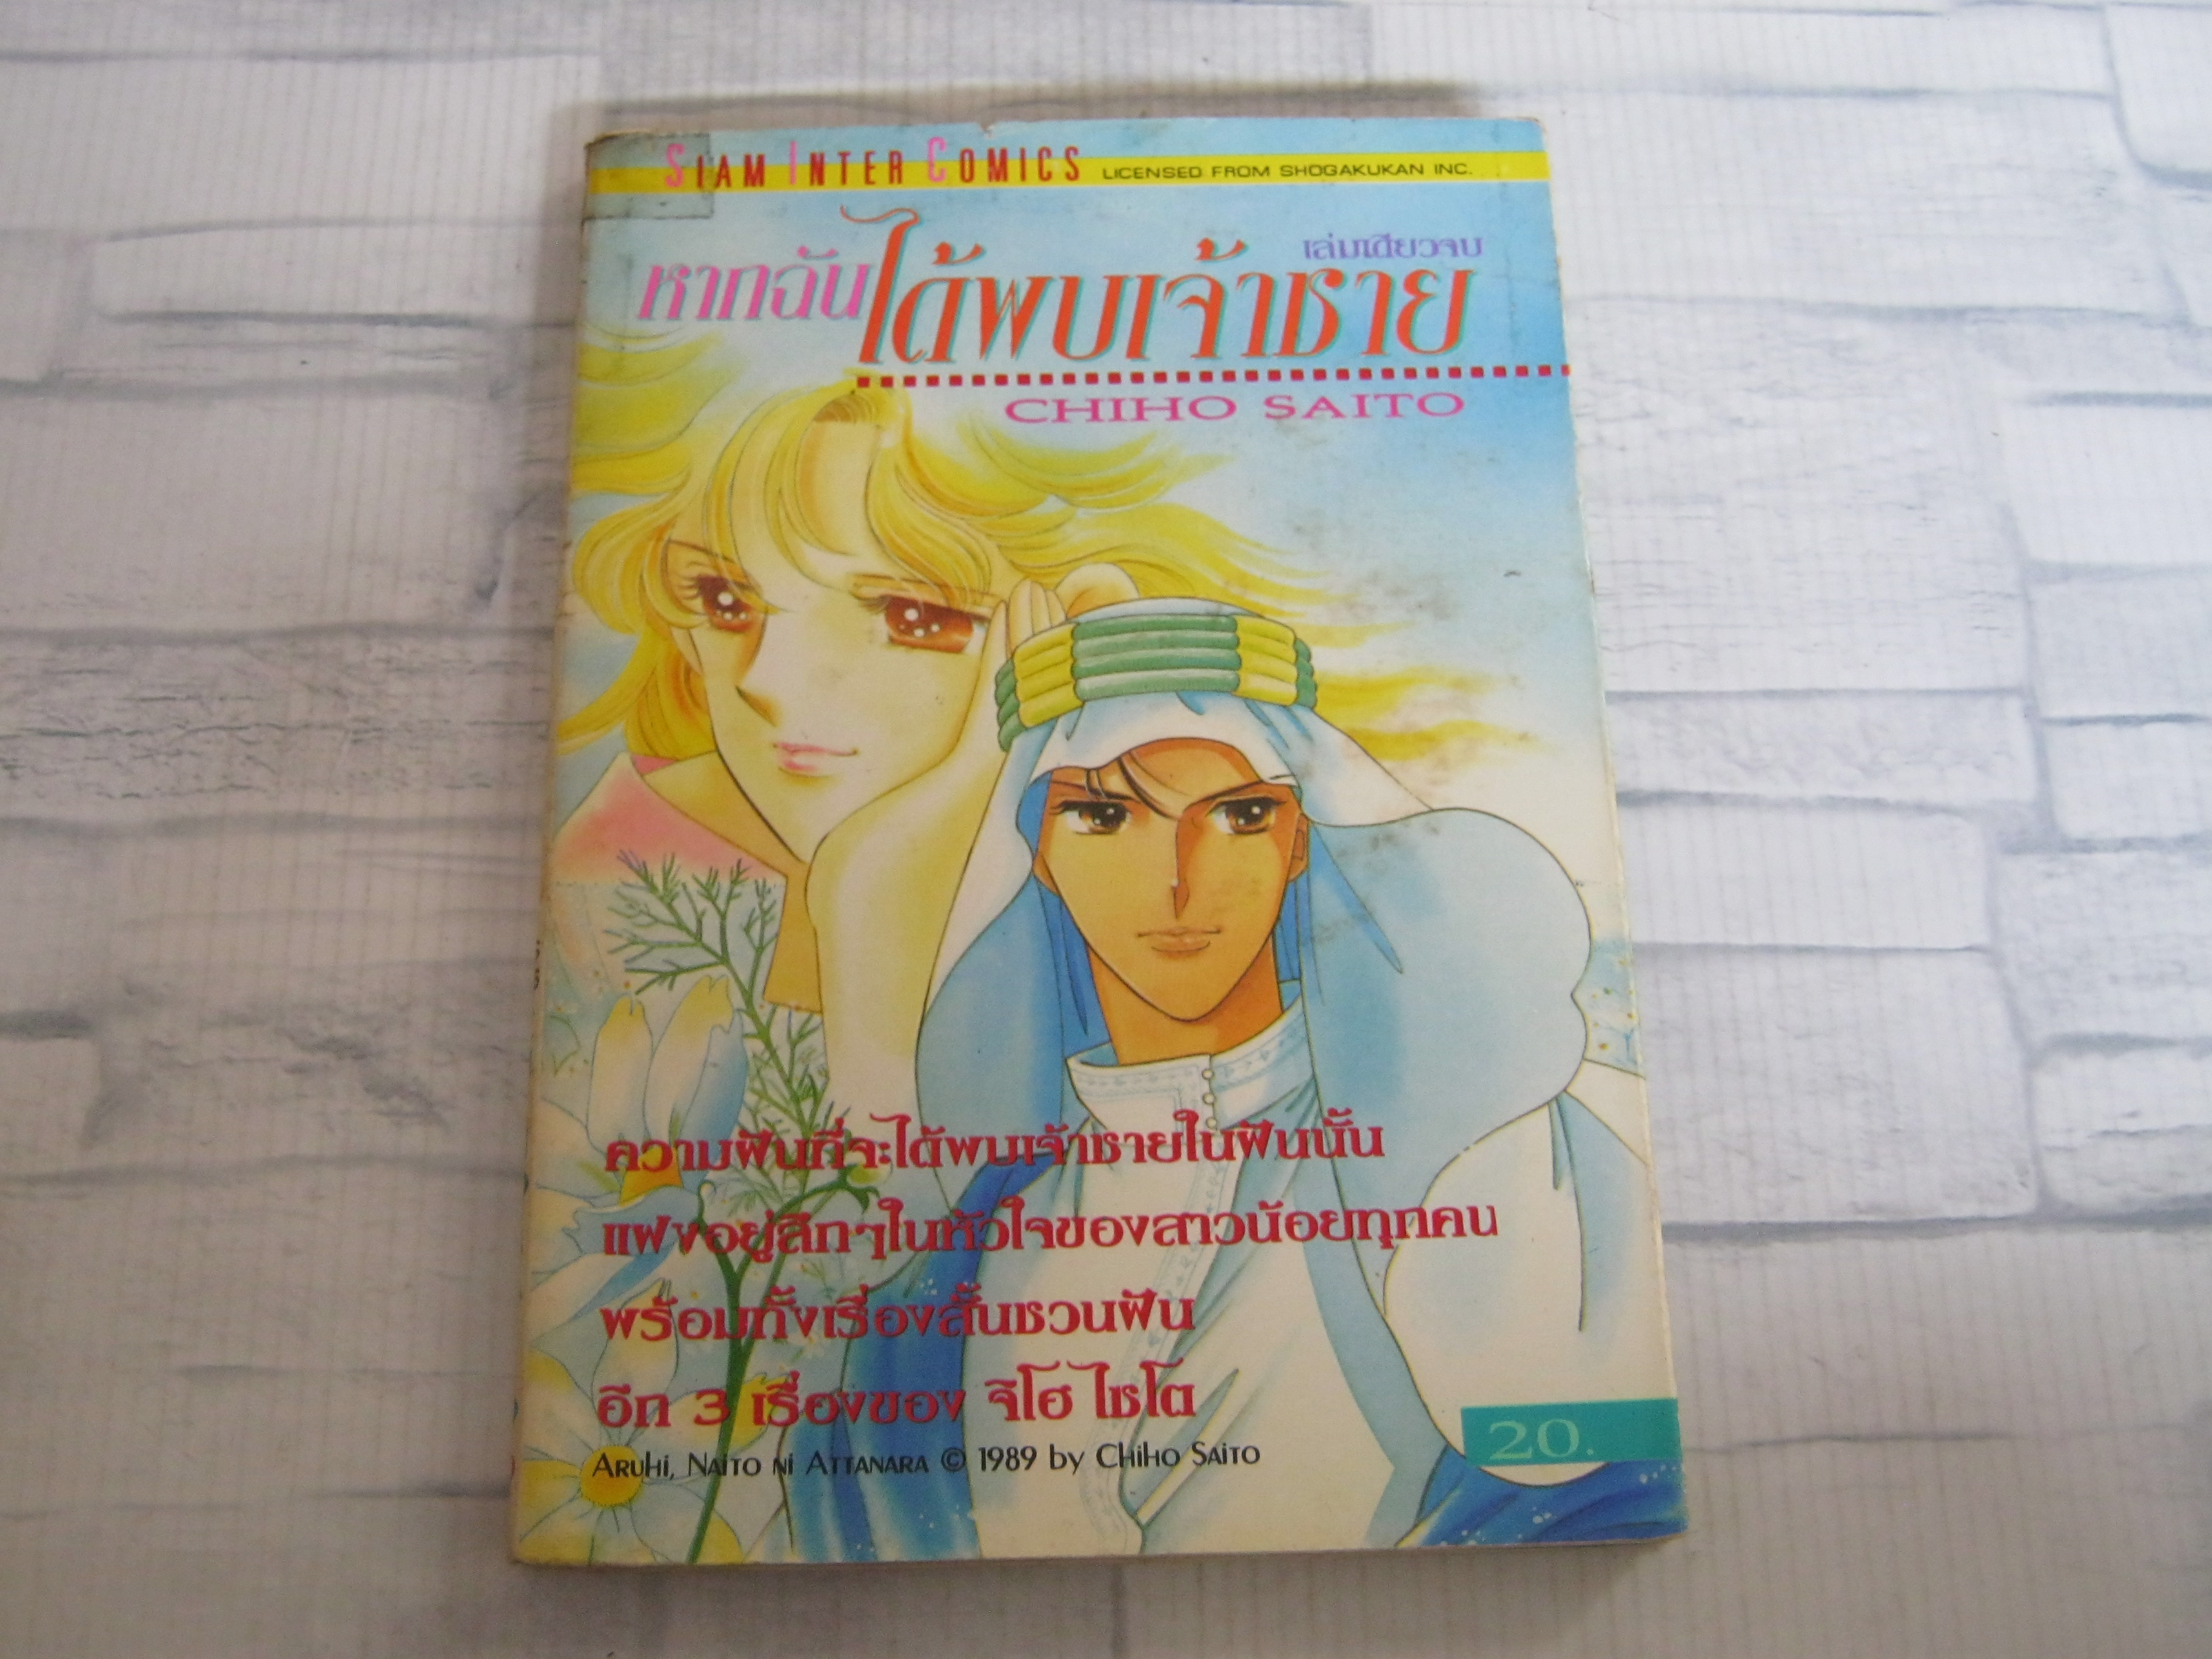 SIAM INTER COMICS LICENSED FROM SHOGAKUKAN INC.
เล่มเดียวจบ
หากฉันได้พบเจ้าชาย
CHIHO SAITO
ความฝันที่จะได้พบเจ้าชายในฝันนั้น
แฝงอยู่ลึกๆในหัวใจของสาวน้อยทุกคน
พร้อมทั้งเรื่องสั้นชวนฝัน
อีก 3 เรื่องของ จิโฮ ไซโต
20.
ARUHI, NAITO NI ATTANARA © 1989 by CHIHO SAITO